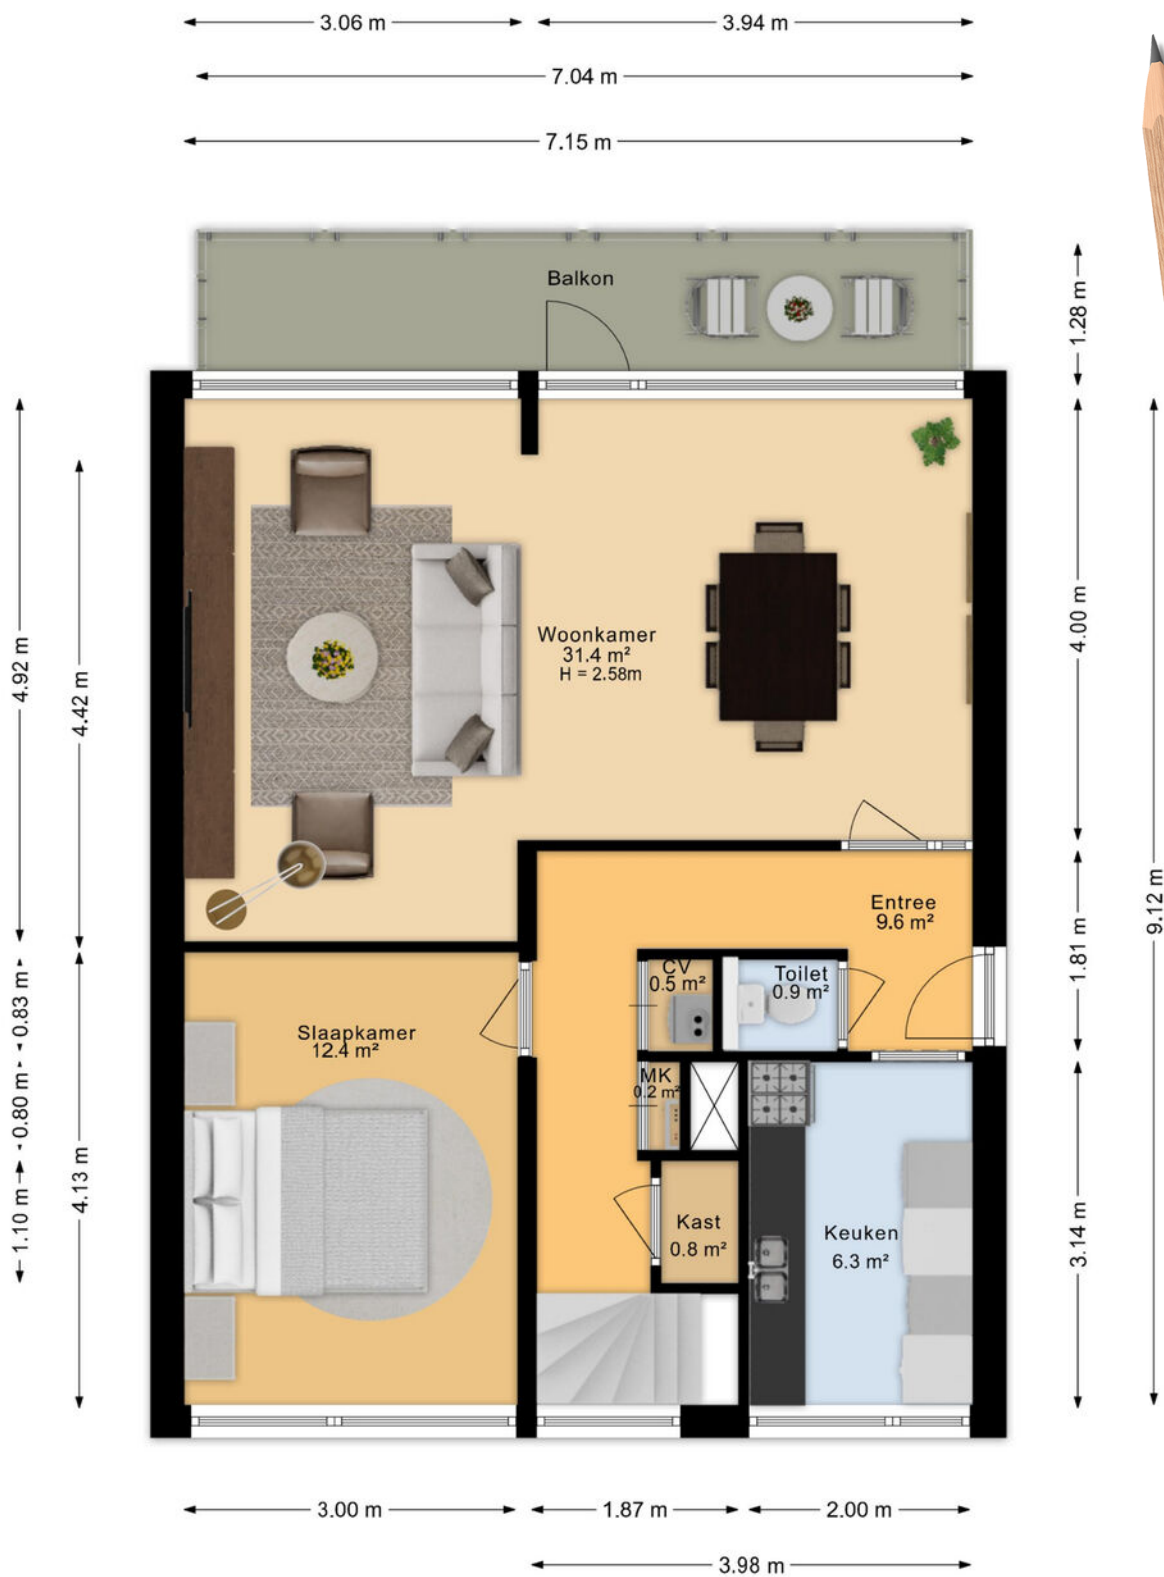 3.06 m
3.94 m
7.04 m
7.15 m
Balkon
1.28 m
4.92 m
4.42 m
Woonkamer
31.4 m²
H = 2.58m
4.00 m
9.12 m
Entree
9.6 m²
1.81 m
CV
0.5 m²
Toilet
0.9 m²
0.83 m
Slaapkamer
12.4 m²
MK
0.2 m²
0.80 m
4.13 m
1.10 m
Kast
0.8 m²
Keuken
6.3 m²
3.14 m
3.00 m
1.87 m
2.00 m
3.98 m